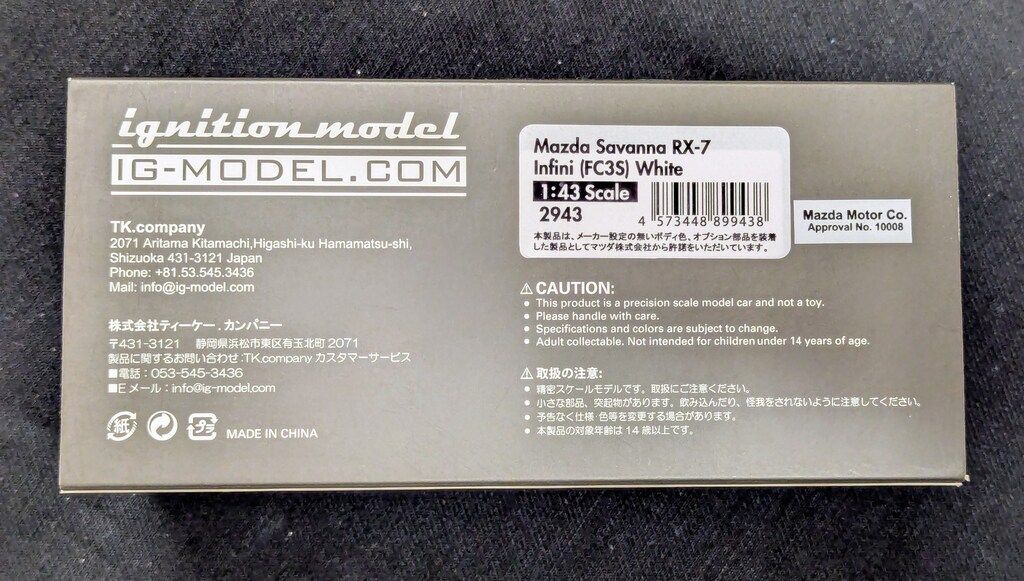 ignition model
IG-MODEL.COM
TK.company
2071 Aritama Kitamachi,Higashi-ku Hamamatsu-shi,
Shizuoka 431-3121 Japan
Phone: +81.53.545.3436
Mail: info@ig-model.com
株式会社ティーケー.カンパニー
〒431-3121 静岡県浜松市東区有玉北町 2071
製品に関するお問い合わせ:TK.company カスタマーサービス
■電話：053-545-3436
■Eメール：info@ig-model.com
紙
プラ
MADE IN CHINA
Mazda Savanna RX-7
Infini (FC3S) White
1:43 Scale
2943
4 573448 899438
本製品は、メーカー設定の無いボディ色、オプション部品を装着
した製品としてマツダ株式会社から許諾をいただいています。
Mazda Motor Co.
Approval No. 10008
⚠CAUTION:
● This product is a precision scale model car and not a toy.
● Please handle with care.
● Specifications and colors are subject to change.
● Adult collectable. Not intended for children under 14 years of age.
⚠取扱の注意:
● 精密スケールモデルです。取扱にご注意ください。
● 小さな部品、突起物があります。飲み込んだり、怪我をされないように注意してください。
● 予告なく仕様・色等を変更する場合があります。
● 本製品の対象年齢は14歳以上です。